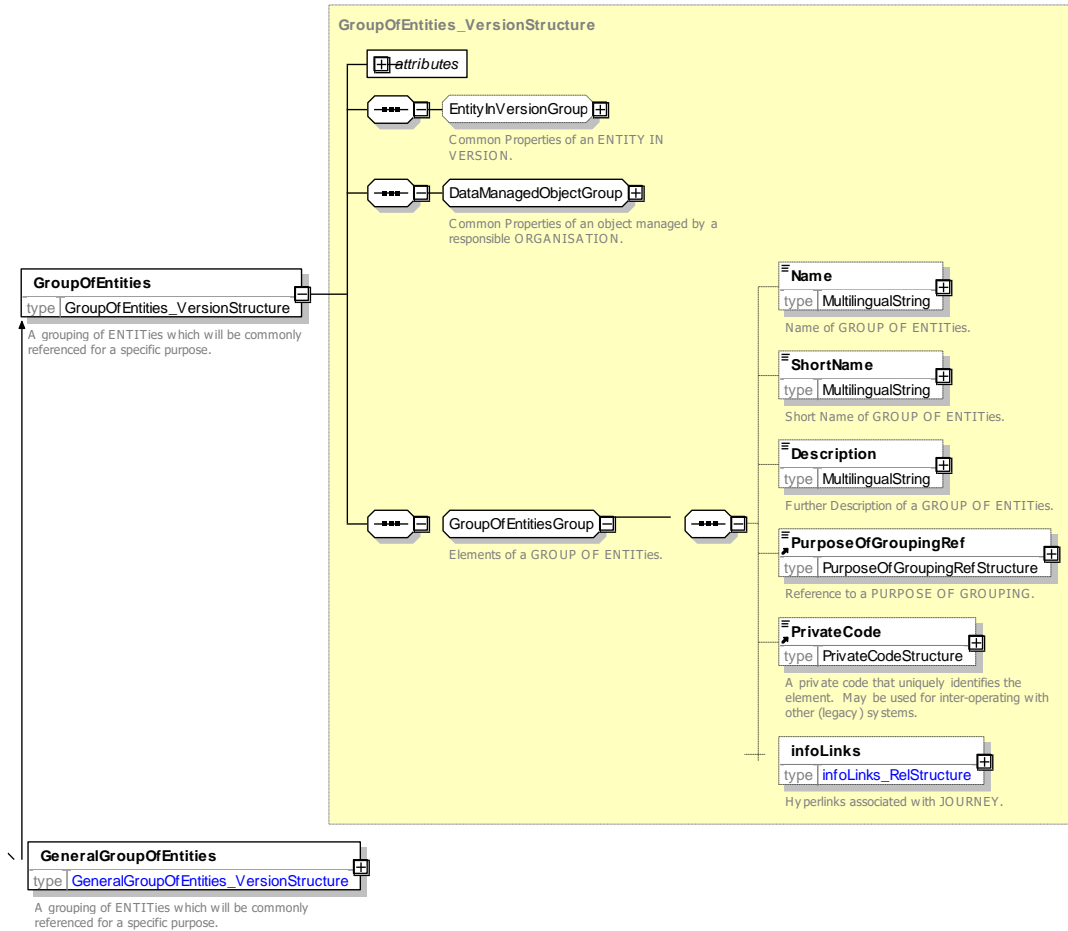 GroupOfEntities_VersionStructure
attributes
EntityInVersionGroup
Common Properties of an ENTITY IN
VERSION.
DataManagedObjectGroup
Common Properties of an object managed by a
responsible ORGANISATION.
GroupOfEntities
type GroupOfEntities_VersionStructure
A grouping of ENTITies which will be commonly
referenced for a specific purpose.
Name
type MultilingualString
Name of GROUP OF ENTITies.
ShortName
type MultilingualString
Short Name of GROUP OF ENTITies.
Description
type MultilingualString
Further Description of a GROUP OF ENTITies.
GroupOfEntitiesGroup
Elements of a GROUP OF ENTITies.
PurposeOfGroupingRef
type PurposeOfGroupingRefStructure
Reference to a PURPOSE OF GROUPING.
PrivateCode
type PrivateCodeStructure
A private code that uniquely identifies the
element. May be used for inter-operating with
other (legacy) systems.
infoLinks
type infoLinks_RelStructure
Hyperlinks associated with JOURNEY.
GeneralGroupOfEntities
type GeneralGroupOfEntities_VersionStructure
A grouping of ENTITies which will be commonly
referenced for a specific purpose.